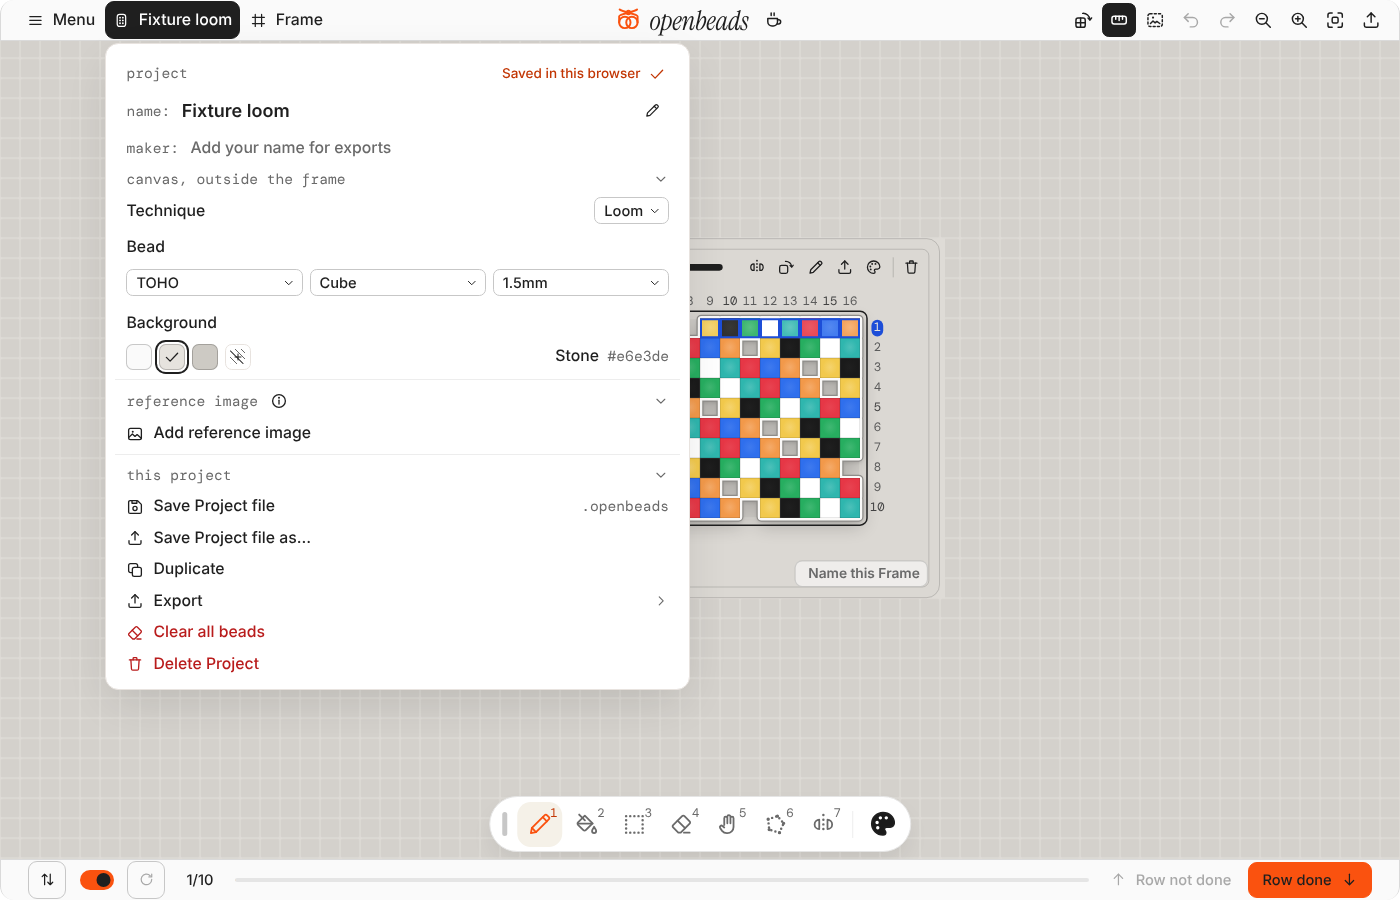 Menu
Fixture loom
Frame
openbeads
project
Saved in this browser
name: Fixture loom
maker: Add your name for exports
canvas, outside the frame
Technique
Loom
Bead
TOHO
Cube
1.5mm
Background
Stone #e6e3de
reference image
Add reference image
this project
Save Project file
.openbeads
Save Project file as...
Duplicate
Export
Clear all beads
Delete Project
9 10 11 12 13 14 15 16
1
2
3
4
5
6
7
8
9
10
Name this Frame
1 2 3 4 5 6 7
1/10
Row not done
Row done